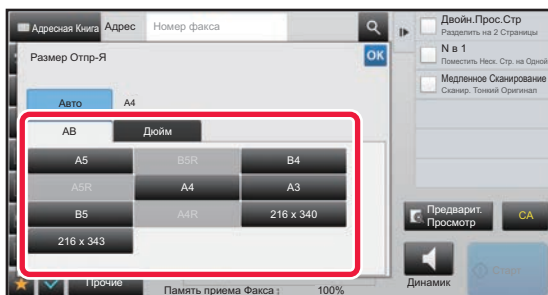 Адресная Книга Адрес Номер факса
Размер Отпр-Я OK
Авто A4
AB Дюйм
A5 B5R B4
A5R A4 A3
B5 A4R 216 x 340
216 x 343
Прочие Память приема Факса : 100%
Двойн.Прос.Стр
Разделить на 2 Страницы
N в 1
Поместить Неск. Стр. на Одной
Медленное Сканирование
Сканир. Тонкий Оригинал
Предварит. Просмотр
CA
Динамик
Старт